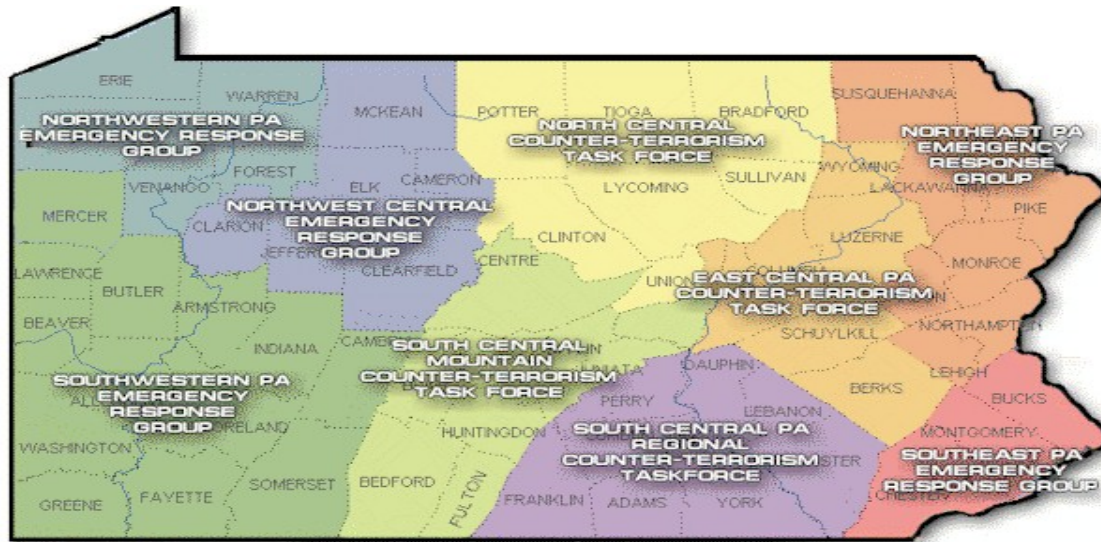 ERIE
WARREN
MCKEAN
POTTER
TIOGA
BRADFORD
SUSQUEHANNA
NORTHWESTERN PA
EMERGENCY RESPONSE
GROUP
NORTH CENTRAL
COUNTER-TERRORISM
TASK FORCE
NORTHEAST PA
EMERGENCY
RESPONSE
GROUP
FOREST
VENANGO
ELK
CAMERON
LYCOMING
SULLIVAN
WYOMING
LACKAWANNA
PIKE
MERCER
CLARION
NORTHWEST CENTRAL
EMERGENCY
RESPONSE
GROUP
CLINTON
LUZERNE
MONROE
LAWRENCE
BUTLER
ARMSTRONG
CLEARFIELD
CENTRE
UNION
EAST CENTRAL PA
COUNTER-TERRORISM
TASK FORCE
BEAVER
INDIANA
SCHUYLKILL
NORTHAMPTON
SOUTH CENTRAL
MOUNTAIN
COUNTER-TERRORISM
TASK FORCE
DAUPHIN
LEHIGH
SOUTHWESTERN PA
EMERGENCY
RESPONSE
GROUP
PERRY
LEBANON
BERKS
BUCKS
WASHINGTON
HUNTINGDON
SOUTH CENTRAL PA
REGIONAL
COUNTER-TERRORISM
TASKFORCE
MONTGOMERY
SOUTHEAST PA
EMERGENCY
RESPONSE GROUP
GREENE
FAYETTE
SOMERSET
BEDFORD
FULTON
FRANKLIN
ADAMS
YORK
CHESTER